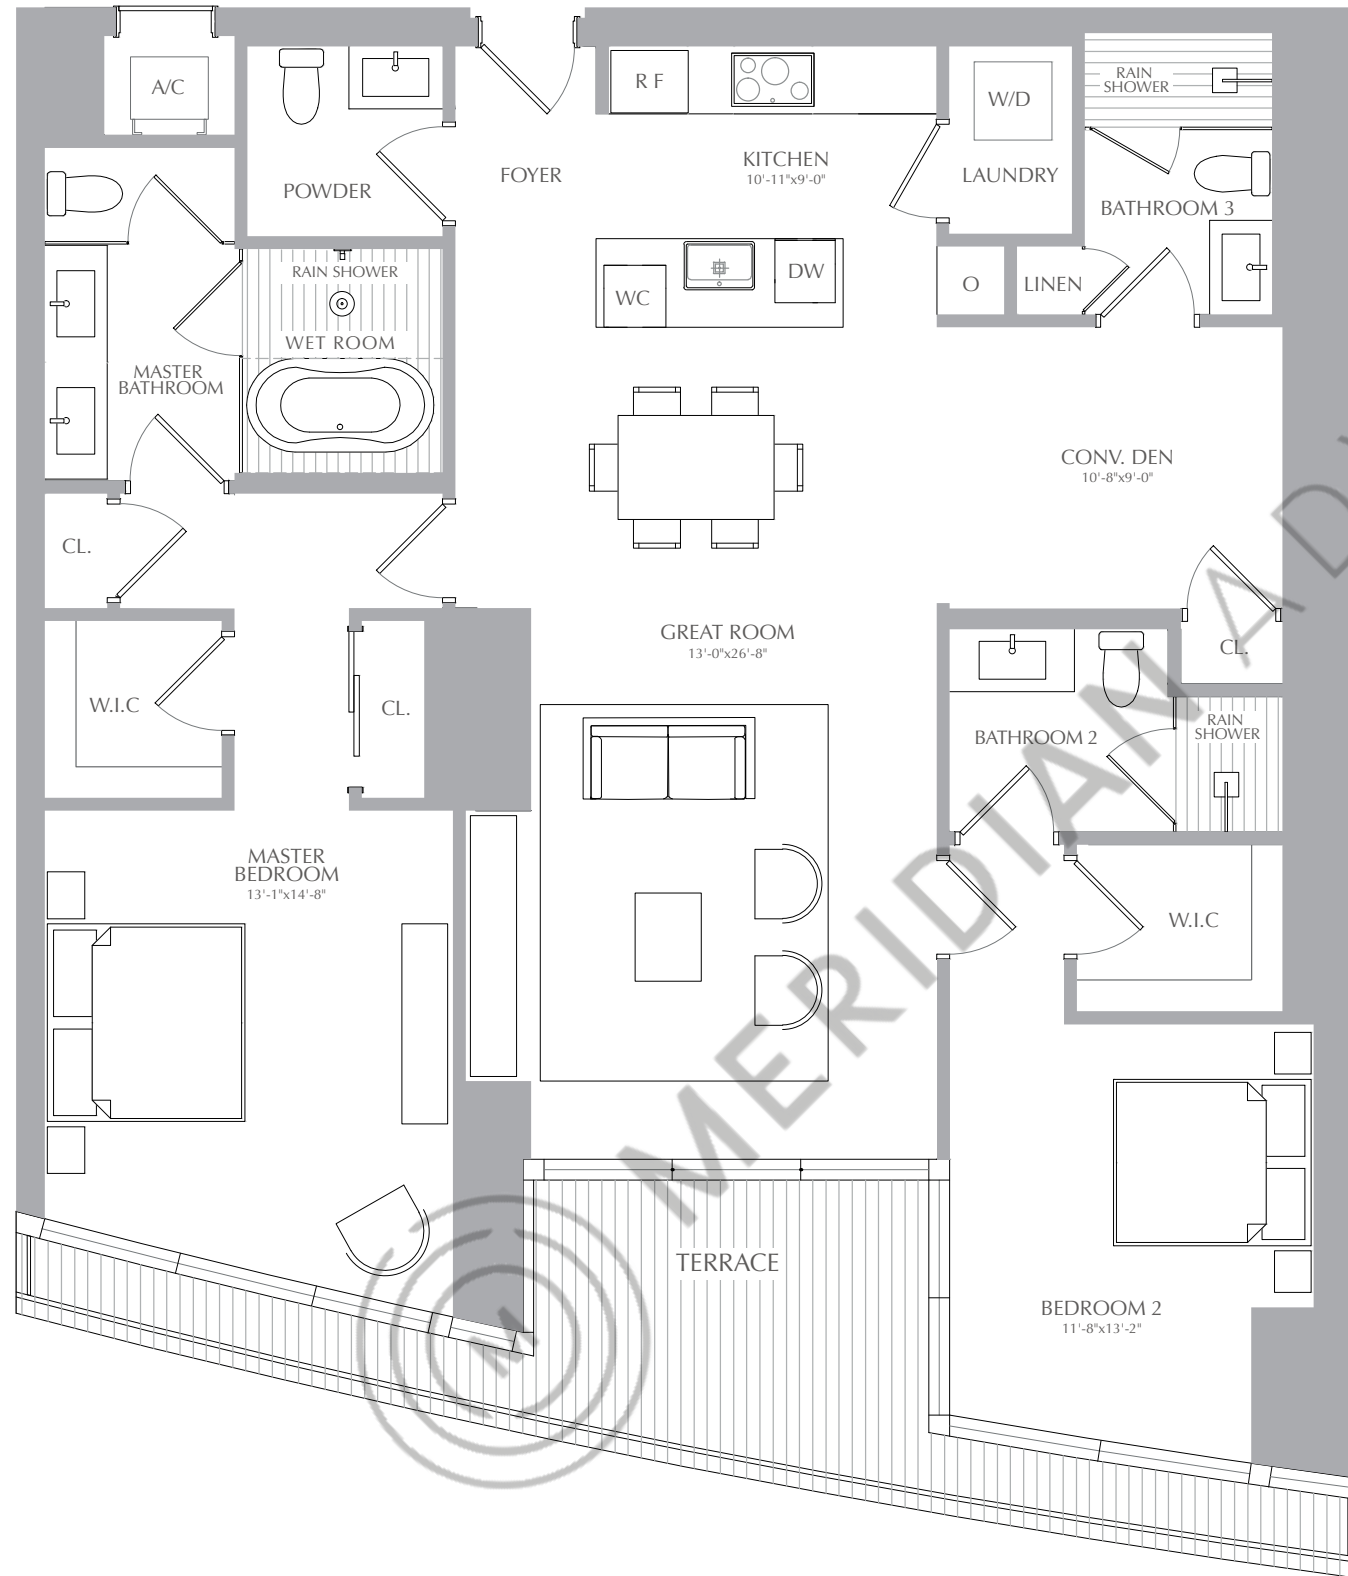 A/C
R F
W/D
RAIN
SHOWER
POWDER
FOYER
KITCHEN
10'-11"x9'-0"
LAUNDRY
BATHROOM 3
RAIN SHOWER
WC
DW
O
LINEN
WET ROOM
MASTER
BATHROOM
CONV. DEN
10'-8"x9'-0"
CL.
GREAT ROOM
13'-0"x26'-8"
CL.
W.I.C
CL.
BATHROOM 2
RAIN
SHOWER
MASTER
BEDROOM
13'-1"x14'-8"
W.I.C
TERRACE
BEDROOM 2
11'-8"x13'-2"
M MERIDIAN AD